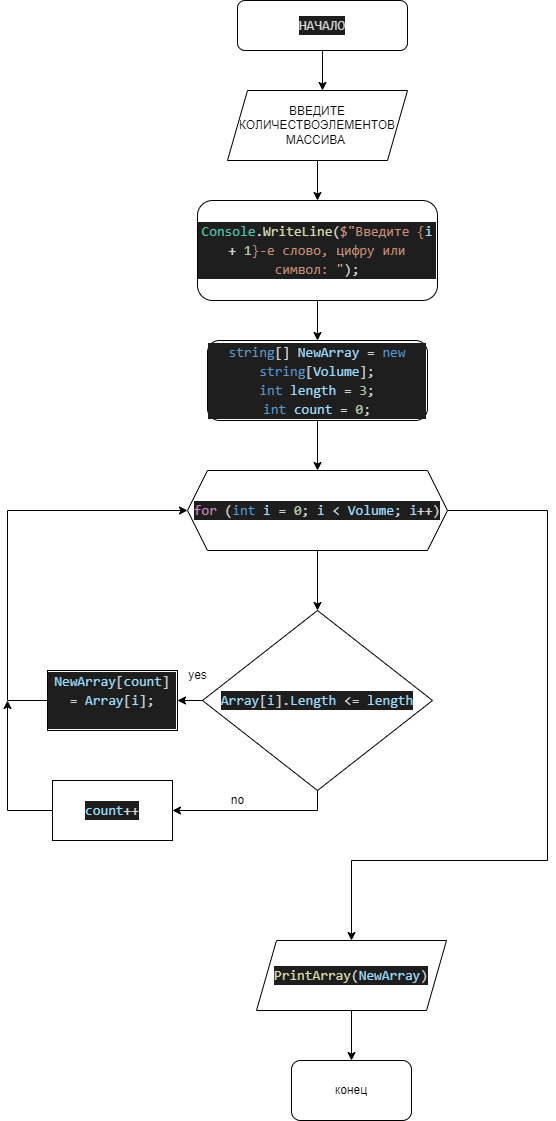 НАЧАЛО
ВВЕДИТЕ
КОЛИЧЕСТВОЭЛЕМЕНТОВ
МАССИВА
Console.WriteLine($"Введите {i
+ 1}-е слово, цифру или
символ: ");
string[] NewArray = new
string[Volume];
int length = 3;
int count = 0;
for (int i = 0; i < Volume; i++)
yes
NewArray[count]
= Array[i];
Array[i].Length <= length
no
count++
PrintArray(NewArray)
конец